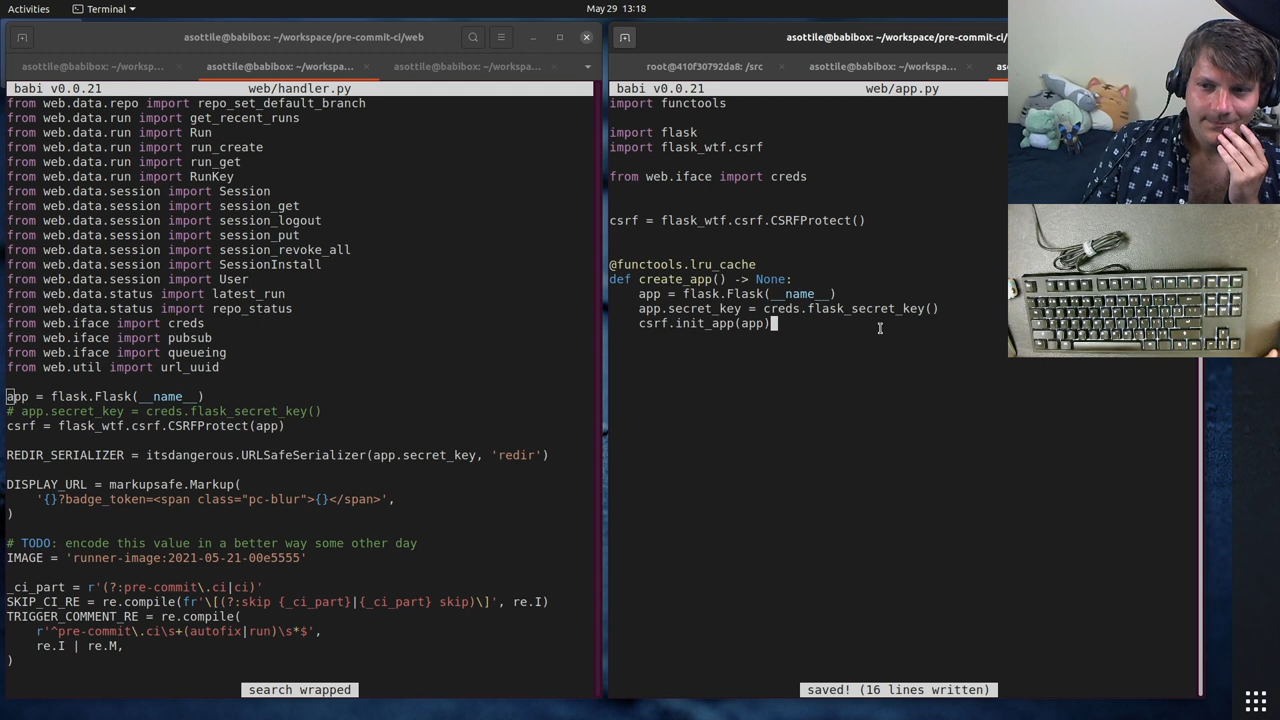 Activities
Terminal
May 29 13:18
asottile@babibox: ~/workspace/pre-commit-ci/web
asottile@babibox: ~/worksp...
asottile@babibox: ~/workspa...
asottile@babibox: ~/workspa...
babi v0.0.21
web/handler.py
from web.data.repo import repo_set_default_branch
from web.data.run import get_recent_runs
from web.data.run import Run
from web.data.run import run_create
from web.data.run import run_get
from web.data.run import RunKey
from web.data.session import Session
from web.data.session import session_get
from web.data.session import session_logout
from web.data.session import session_put
from web.data.session import session_revoke_all
from web.data.session import SessionInstall
from web.data.session import User
from web.data.status import latest_run
from web.data.status import repo_status
from web.iface import creds
from web.iface import pubsub
from web.iface import queueing
from web.util import url_uuid
app = flask.Flask(__name__)
# app.secret_key = creds.flask_secret_key()
csrf = flask_wtf.csrf.CSRFProtect(app)
REDIR_SERIALIZER = itsdangerous.URLSafeSerializer(app.secret_key, 'redir')
DISPLAY_URL = markupsafe.Markup(
'{}?badge_token=<span class="pc-blur">{}</span>',
)
# TODO: encode this value in a better way some other day
IMAGE = 'runner-image:2021-05-21-00e5555'
_ci_part = r'(?:pre-commit\.ci|ci)'
SKIP_CI_RE = re.compile(fr'\[(?:skip {_ci_part}|{_ci_part} skip)\]', re.I)
TRIGGER_COMMENT_RE = re.compile(
r'^pre-commit\.ci\s+(autofix|run)\s*$',
re.I | re.M,
)
search wrapped
asottile@babibox: ~/workspace/pre-commit-ci/
root@410f30792da8: /src
asottile@babibox: ~/workspa...
as
babi v0.0.21
web/app.py
import functools
import flask
import flask_wtf.csrf
from web.iface import creds
csrf = flask_wtf.csrf.CSRFProtect()
@functools.lru_cache
def create_app() -> None:
app = flask.Flask(__name__)
app.secret_key = creds.flask_secret_key()
csrf.init_app(app)
saved! (16 lines written)